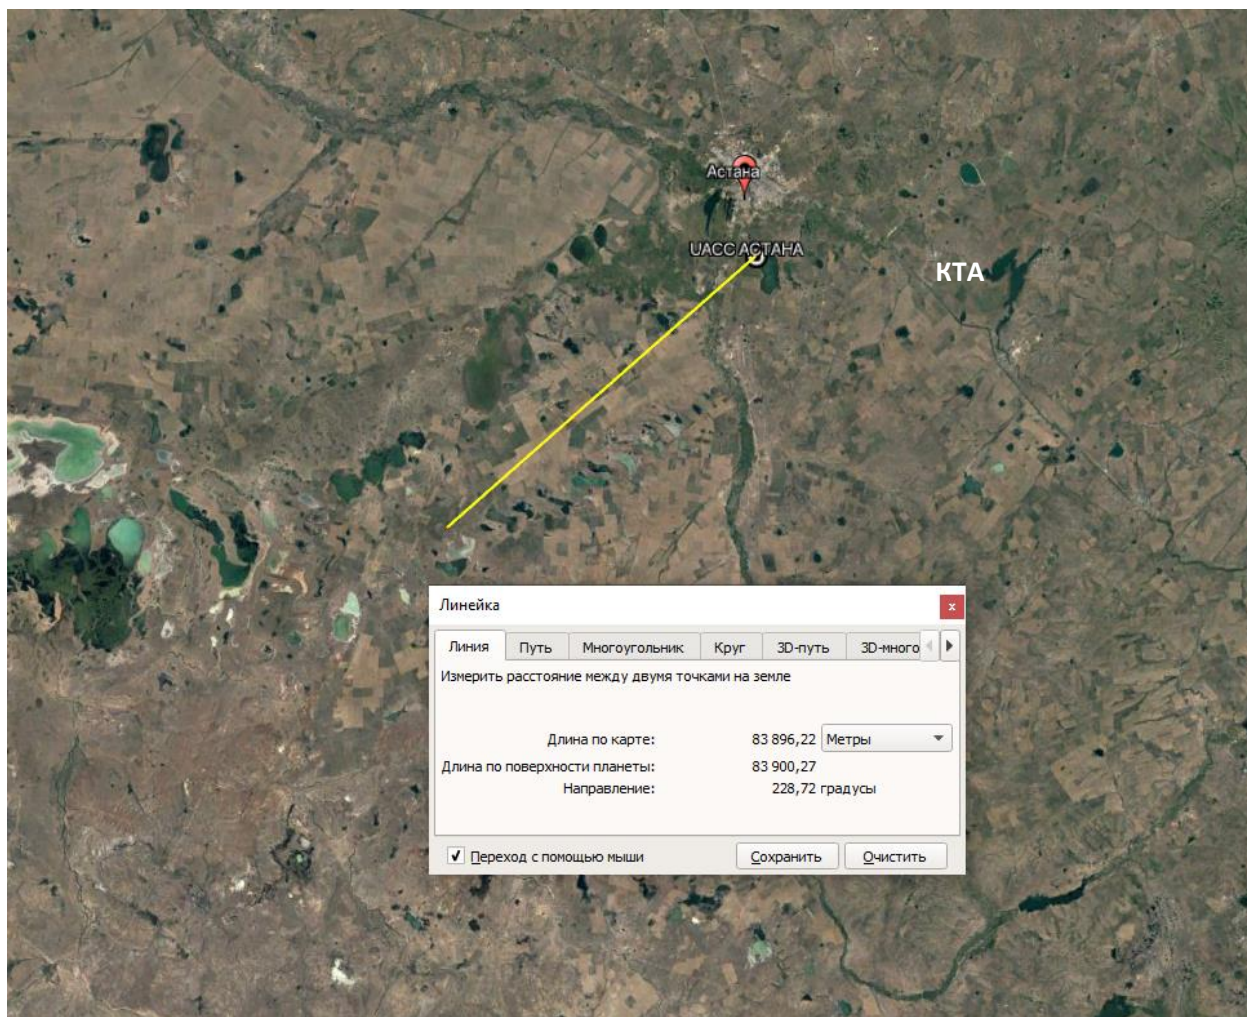 Астана
UACC АСТАНА
КТА
Линейка
x
Линия Путь Многоугольник Круг 3D-путь 3D-много
Измерить расстояние между двумя точками на земле
Длина по карте: 83 896,22 Метры
Длина по поверхности планеты: 83 900,27
Направление: 228,72 градусы
Переход с помощью мыши Сохранить Очистить